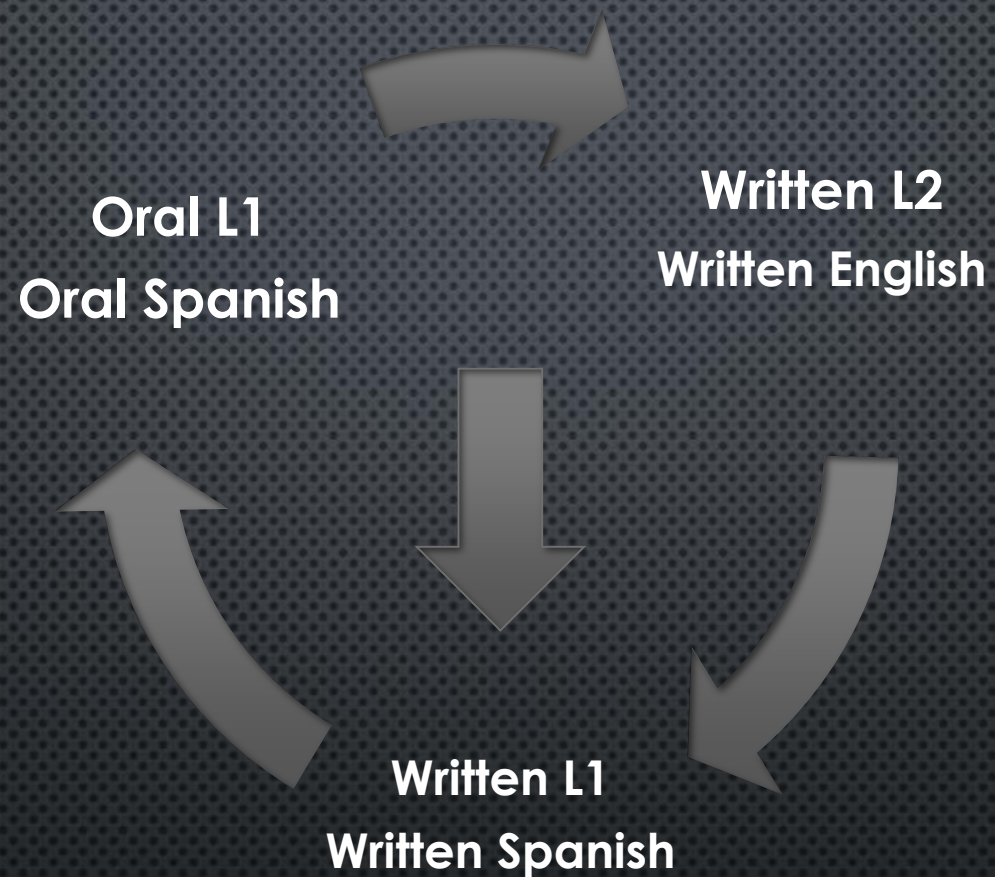 Oral L1
Oral Spanish
Written L2
Written English
Written L1
Written Spanish